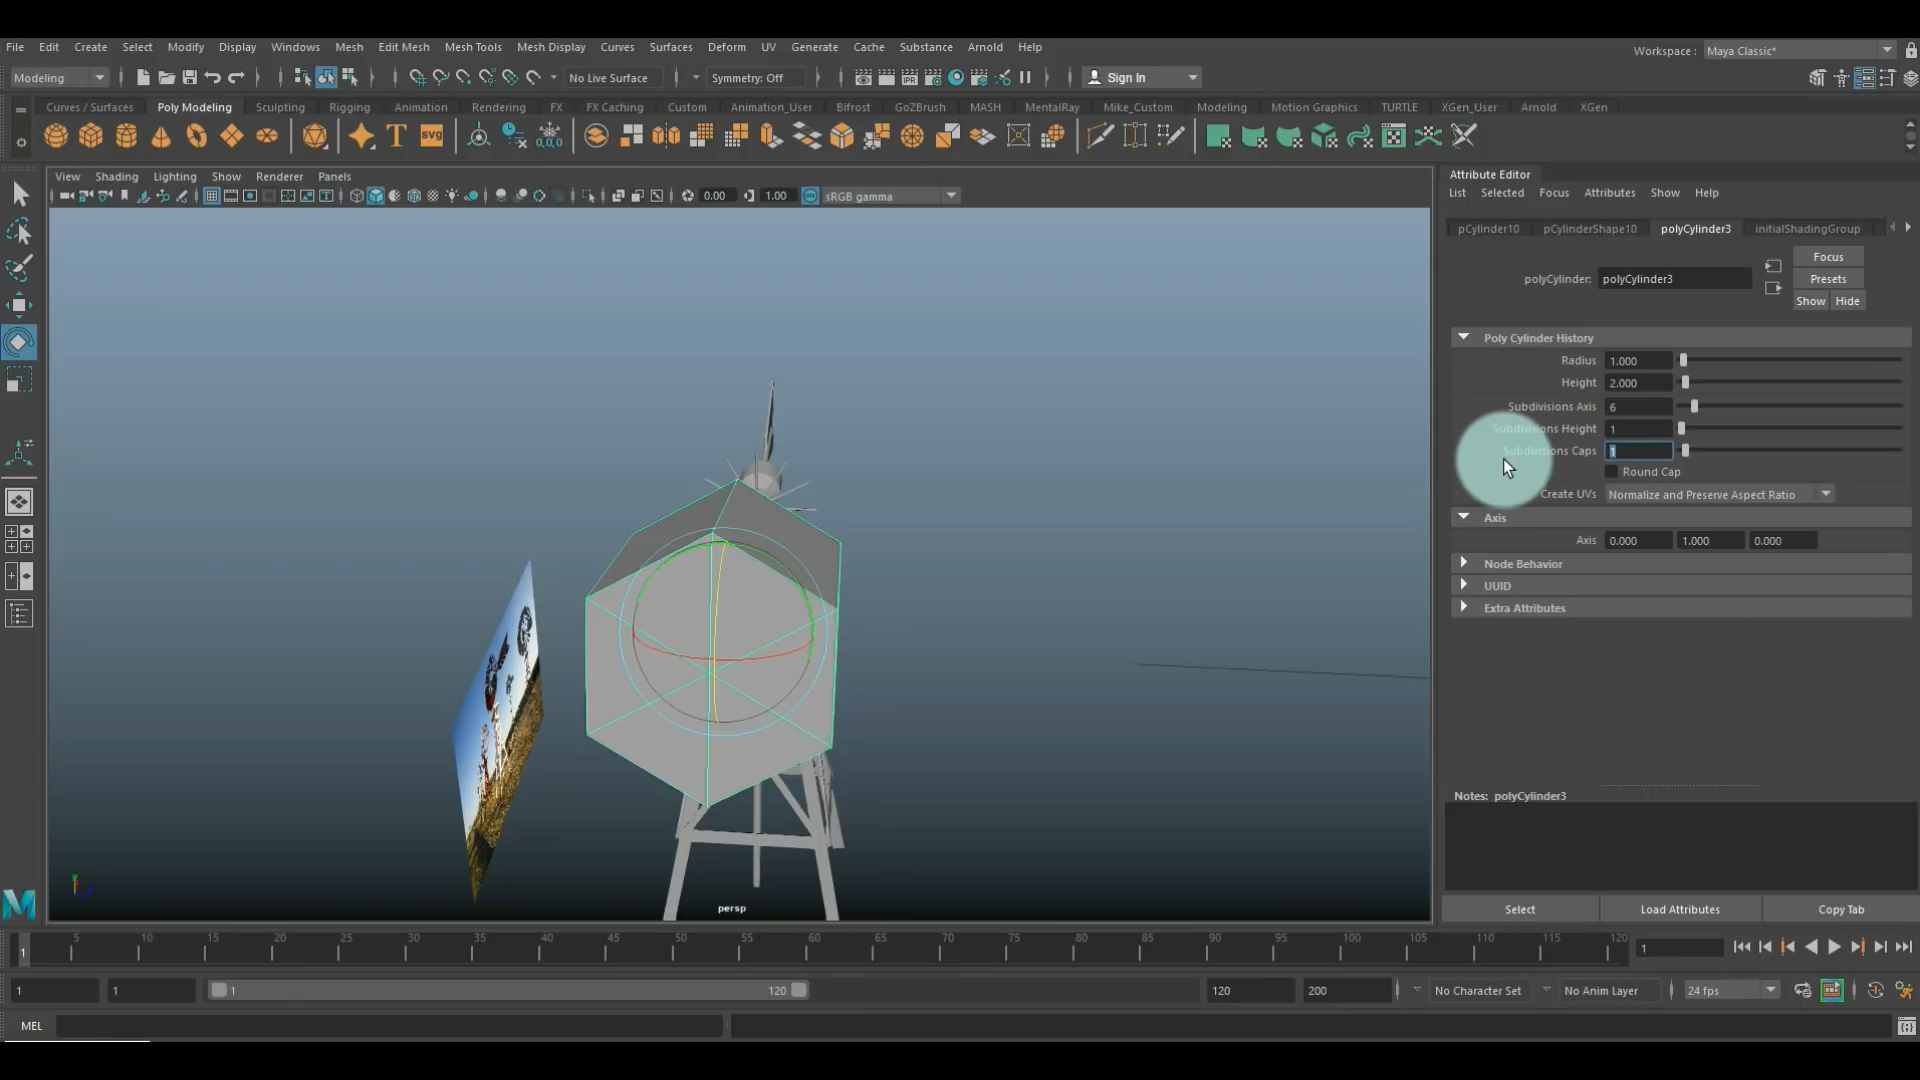 File Edit Create Select Modify Display Windows Mesh Edit Mesh Mesh Tools Mesh Display Curves Surfaces Deform UV Generate Cache Substance Arnold Help
Workspace : Maya Classic*
Modeling No Live Surface Symmetry: Off Sign In
Curves / Surfaces Poly Modeling Sculpting Rigging Animation Rendering FX FX Caching Custom Animation_User Bifrost GoZBrush MASH MentalRay Mike_Custom Modeling Motion Graphics TURTLE XGen_User Arnold XGen
T SVG 0,0,0
View Shading Lighting Show Renderer Panels
0.00 1.00 sRGB gamma
persp
Attribute Editor
List Selected Focus Attributes Show Help
pCylinder10 pCylinderShape10 polyCylinder3 initialShadingGroup
Focus
polyCylinder: polyCylinder3 Presets
Show Hide
Poly Cylinder History
Radius 1.000
Height 2.000
Subdivisions Axis 6
Subdivisions Height 1
Subdivisions Caps 1
Round Cap
Create UVs Normalize and Preserve Aspect Ratio
Axis
Axis 0.000 1.000 0.000
Node Behavior
UUID
Extra Attributes
Notes: polyCylinder3
Select Load Attributes Copy Tab
1 5 10 15 20 25 30 35 40 45 50 55 60 65 70 75 80 85 90 95 100 105 110 115 120 1
1 1 1 120 120 200 No Character Set No Anim Layer 24 fps
MEL